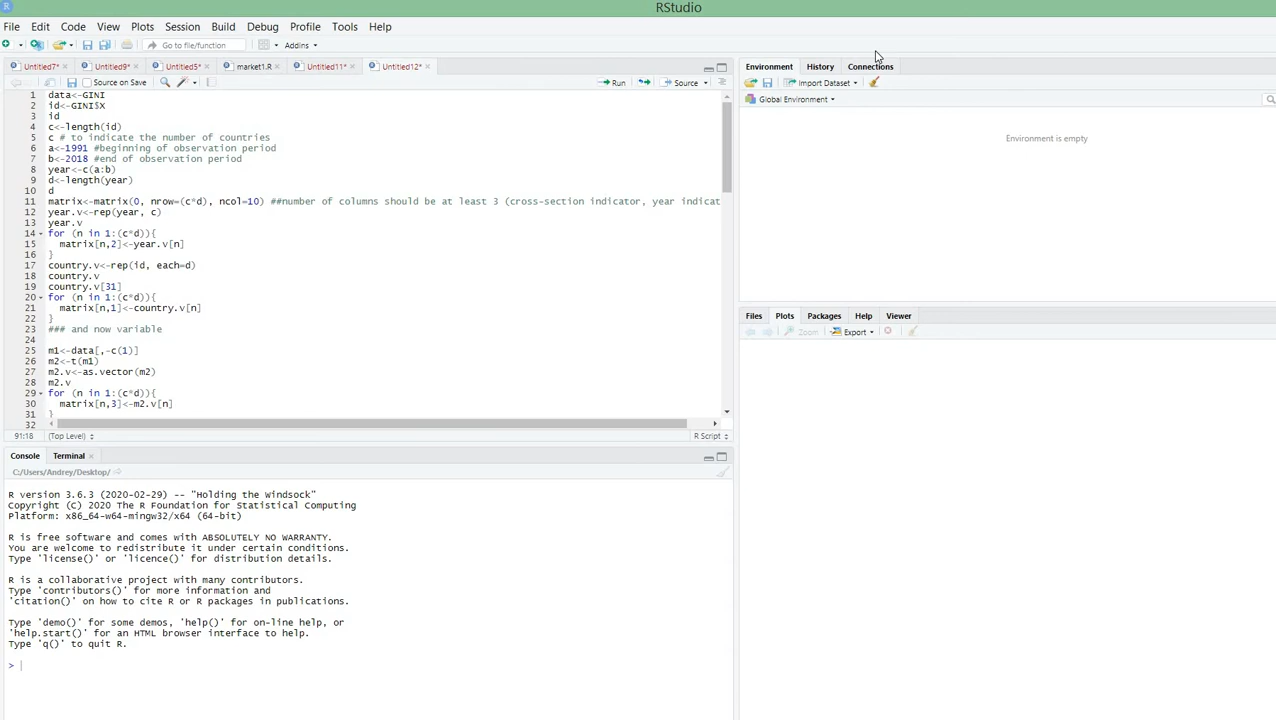 RStudio
File Edit Code View Plots Session Build Debug Profile Tools Help
Go to file/function Addins
Untitled7* Untitled9* Untitled5* market1.R Untitled11* Untitled12*
Source on Save Run Source
1 data<-GINI
2 id<-GINI$X
3 id
4 c<-length(id)
5 c # to indicate the number of countries
6 a<-1991 #beginning of observation period
7 b<-2018 #end of observation period
8 year<-c(a:b)
9 d<-length(year)
10 d
11 matrix<-matrix(0, nrow=(c*d), ncol=10) ##number of columns should be at least 3 (cross-section indicator, year indicat
12 year.v<-rep(year, c)
13 year.v
14 for (n in 1:(c*d)){
15 matrix[n,2]<-year.v[n]
16 }
17 country.v<-rep(id, each=d)
18 country.v
19 country.v[31]
20 for (n in 1:(c*d)){
21 matrix[n,1]<-country.v[n]
22 }
23 ### and now variable
24
25 m1<-data[,-c(1)]
26 m2<-t(m1)
27 m2.v<-as.vector(m2)
28 m2.v
29 for (n in 1:(c*d)){
30 matrix[n,3]<-m2.v[n]
31 }
32
91:18 (Top Level) R Script
Console Terminal
C:/Users/Andrey/Desktop/
R version 3.6.3 (2020-02-29) -- "Holding the Windsock"
Copyright (C) 2020 The R Foundation for Statistical Computing
Platform: x86_64-w64-mingw32/x64 (64-bit)
R is free software and comes with ABSOLUTELY NO WARRANTY.
You are welcome to redistribute it under certain conditions.
Type 'license()' or 'licence()' for distribution details.
R is a collaborative project with many contributors.
Type 'contributors()' for more information and
'citation()' on how to cite R or R packages in publications.
Type 'demo()' for some demos, 'help()' for on-line help, or
'help.start()' for an HTML browser interface to help.
Type 'q()' to quit R.
>
Environment History Connections
Import Dataset
Global Environment
Environment is empty
Files Plots Packages Help Viewer
Zoom Export